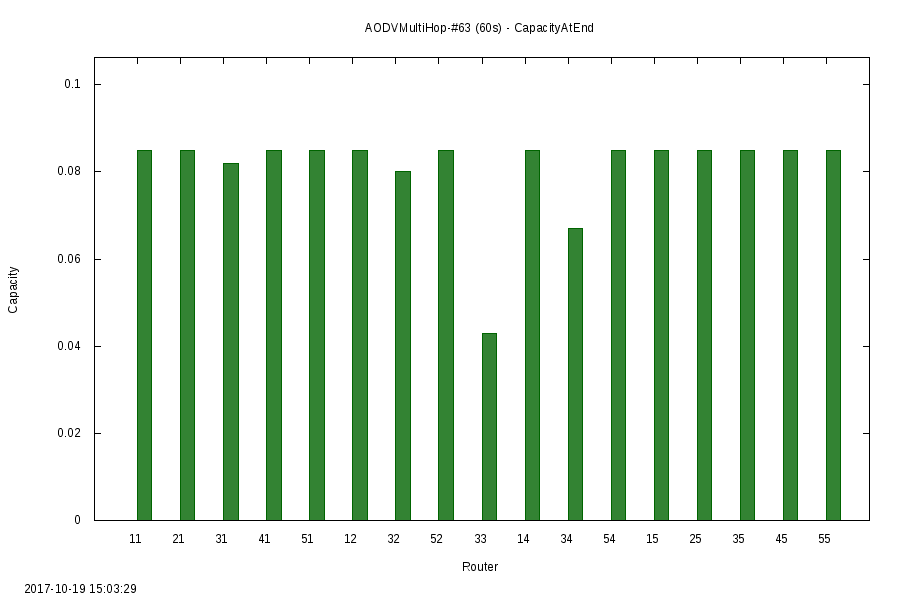 AODVMultiHop-#63 (60s) - CapacityAtEnd
0.1
0.08
0.06
0.04
0.02
0
Capacity
11 21 31 41 51 12 32 52 33 14 34 54 15 25 35 45 55
Router
2017-10-19 15:03:29